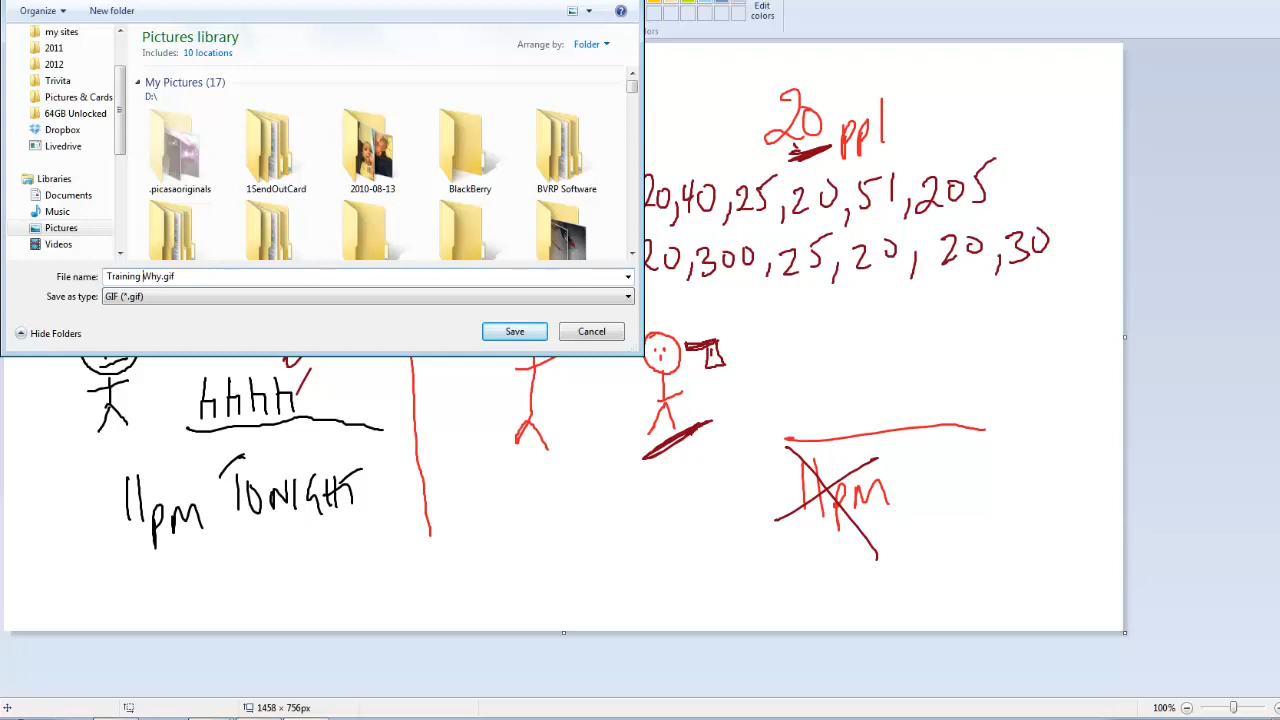 Organize
New folder
Edit
colors
my sites
2011
2012
Trivita
Pictures & Cards
64GB Unlocked
Dropbox
Livedrive
Libraries
Documents
Music
Pictures
Videos
Pictures library
Includes: 10 locations
Arrange by: Folder
My Pictures (17)
D:\
.picasaoriginals
1SendOutCard
2010-08-13
BlackBerry
BVRP Software
File name: Training Why.gif
Save as type: GIF (*.gif)
Hide Folders
Save
Cancel
20 ppl
20,40,25,20,51,205
20,300,25,20, 20,30
11pm TONIGHT
11pm
1458 × 756px
100%